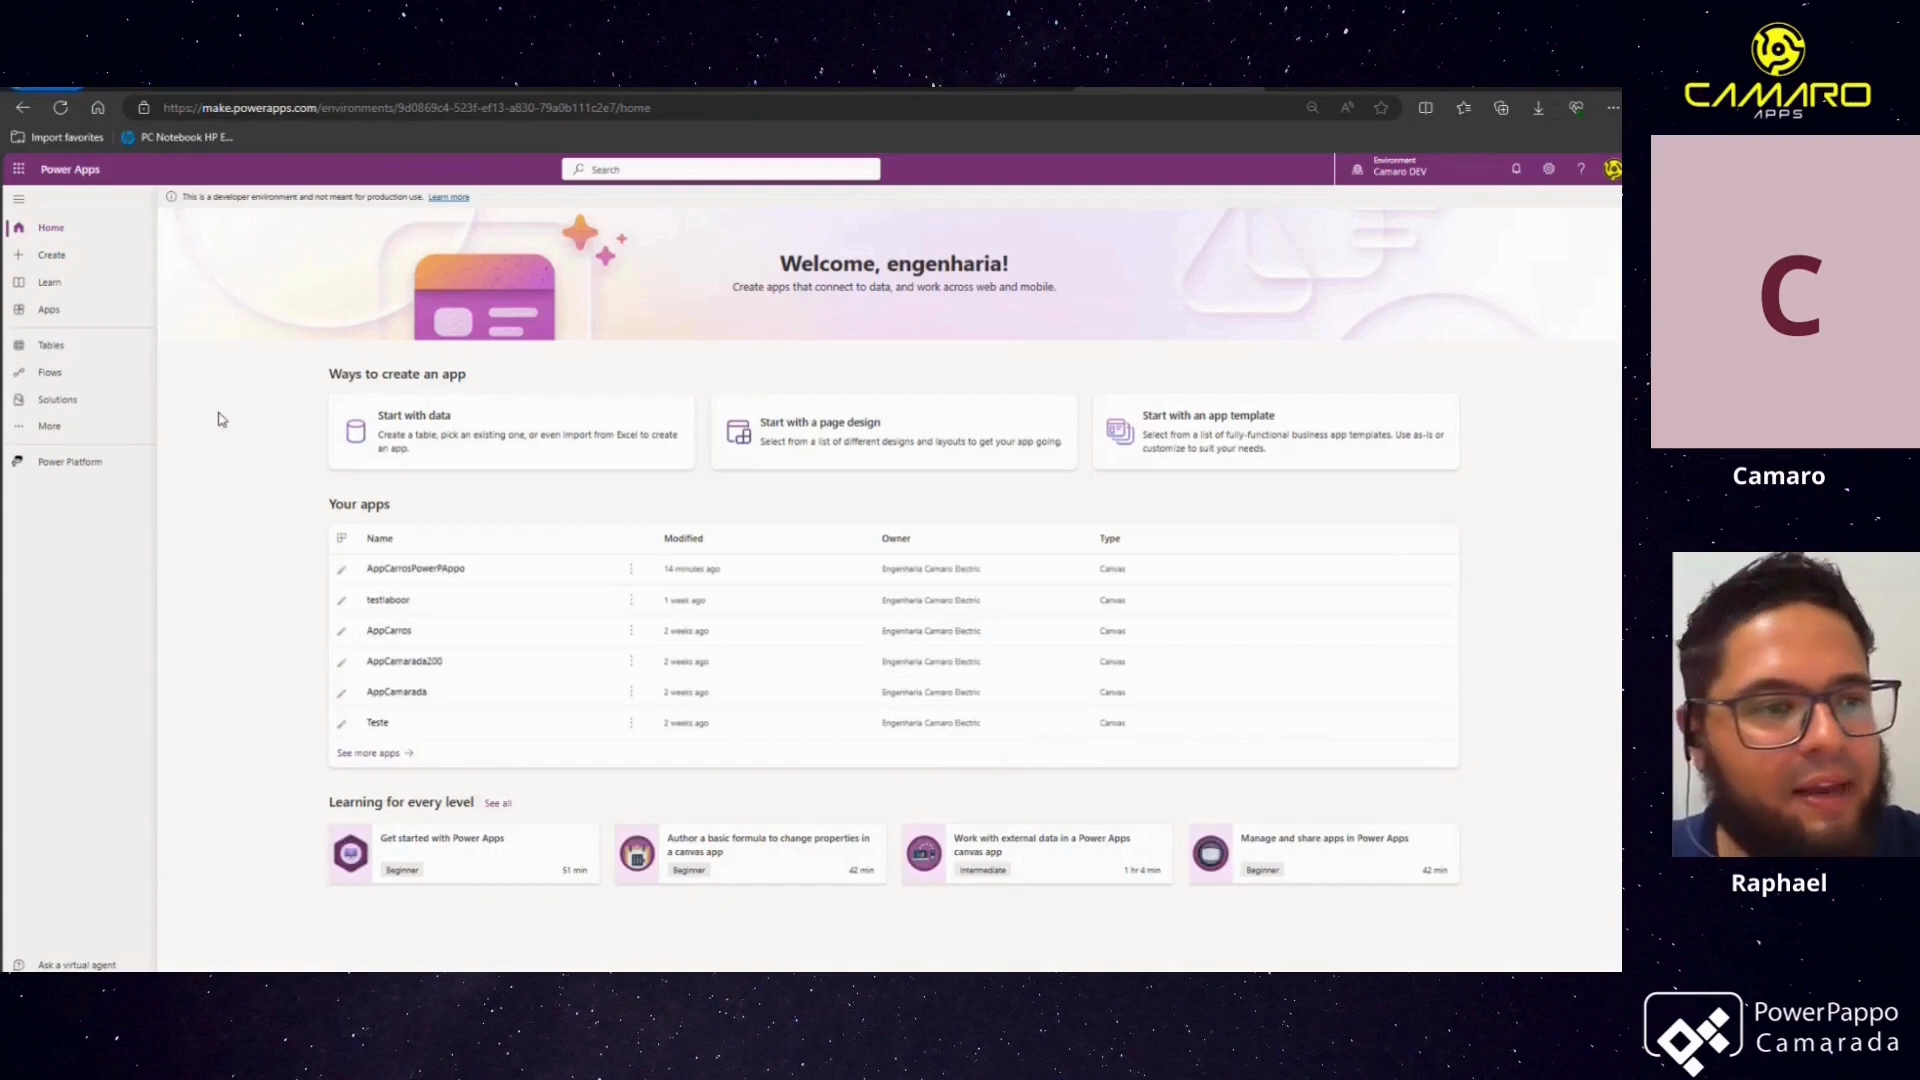 CAMARO
APPS
https://make.powerapps.com/environments/9d0869c4-523f-ef13-a830-79a0b111c2e7/home
Import favorites
PC Notebook HP E...
Power Apps
Search
Environment
Camaro DEV
This is a developer environment and not meant for production use. Learn more
Home
Create
Learn
Apps
Tables
Flows
Solutions
More
Power Platform
Ask a virtual agent
Welcome, engenharia!
Create apps that connect to data, and work across web and mobile.
Ways to create an app
Start with data
Create a table, pick an existing one, or even import from Excel to create
an app.
Start with a page design
Select from a list of different designs and layouts to get your app going.
Start with an app template
Select from a list of fully-functional business app templates. Use as-is or
customize to suit your needs.
Your apps
Name Modified Owner Type
AppCarrosPowerPAppo 14 minutes ago Engenharia Camaro Electric Canvas
testlaboor 1 week ago Engenharia Camaro Electric Canvas
AppCarros 2 weeks ago Engenharia Camaro Electric Canvas
AppCamarada200 2 weeks ago Engenharia Camaro Electric Canvas
AppCamarada 2 weeks ago Engenharia Camaro Electric Canvas
Teste 2 weeks ago Engenharia Camaro Electric Canvas
See more apps
Learning for every level See all
Get started with Power Apps
Beginner 51 min
Author a basic formula to change properties in
a canvas app
Beginner 42 min
Work with external data in a Power Apps
canvas app
Intermediate 1 hr 4 min
Manage and share apps in Power Apps
Beginner 42 min
C
Camaro
Raphael
PowerPappo
Camarada